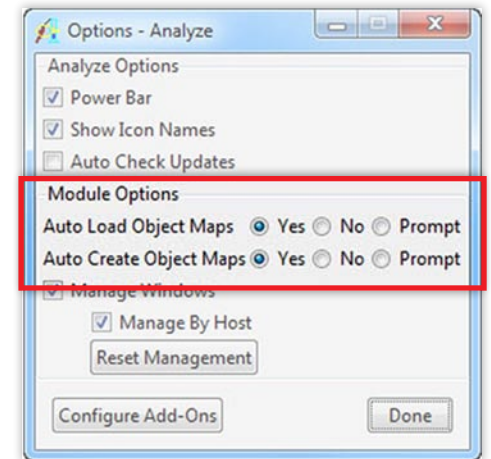 Options - Analyze
Analyze Options
Power Bar
Show Icon Names
Auto Check Updates
Module Options
Auto Load Object Maps Yes No Prompt
Auto Create Object Maps Yes No Prompt
Manage Windows
Manage By Host
Reset Management
Configure Add-Ons Done